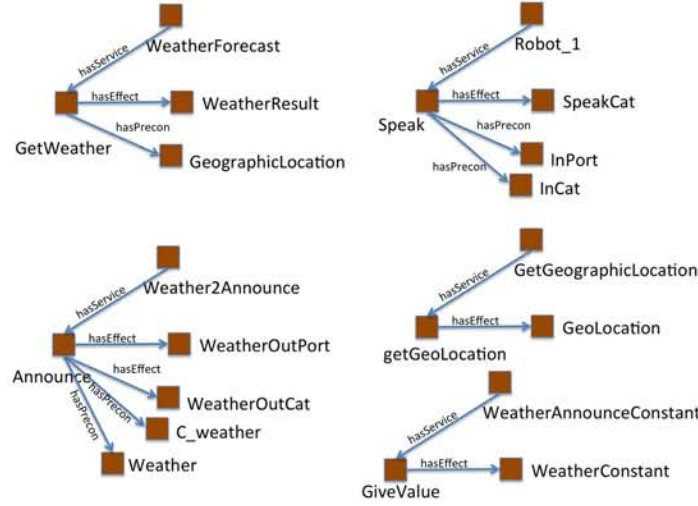 WeatherForecast
hasService
hasEffect
WeatherResult
GetWeather
hasPrecon
GeographicLocation
Robot_1
hasService
hasEffect
SpeakCat
Speak
hasPrecon
InPort
hasPrecon
InCat
Weather2Announce
hasService
hasEffect
WeatherOutPort
Announce
hasEffect
WeatherOutCat
hasPrecon
C_weather
hasPrecon
Weather
GetGeographicLocation
hasService
hasEffect
GeoLocation
getGeoLocation
WeatherAnnounceConstant
hasService
hasEffect
WeatherConstant
GiveValue